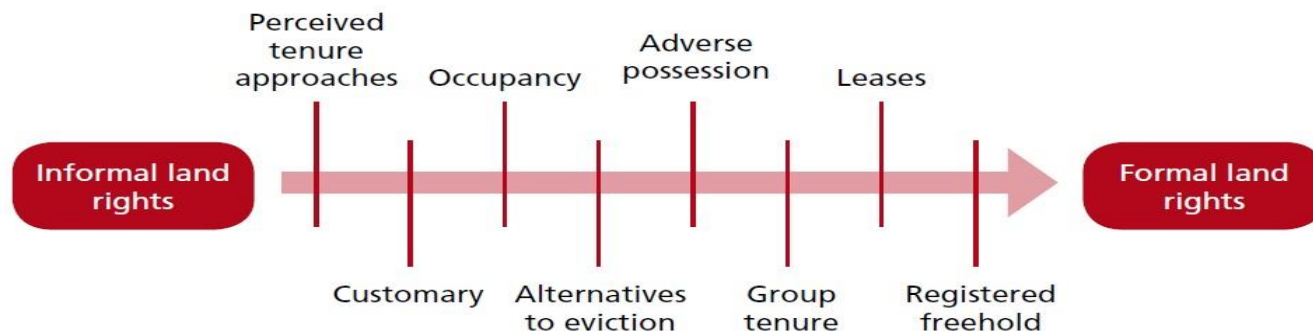 Perceived
tenure
approaches
Occupancy
Adverse
possession
Leases
Informal land
rights
Formal land
rights
Customary
Alternatives
to eviction
Group
tenure
Registered
freehold